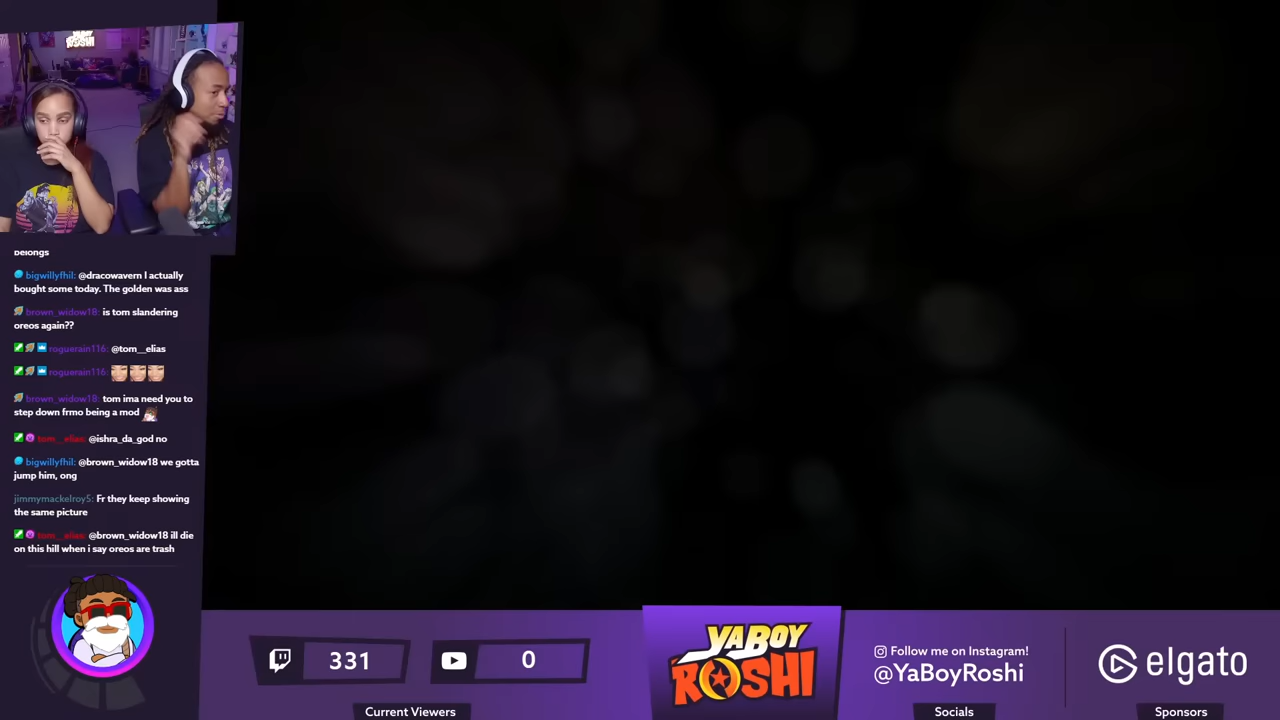 YABOY
ROSHI
belongs
bigwillyfhil: @dracowavern I actually
bought some today. The golden was ass
brown_widow18: is tom slandering
oreos again??
roguerain116: @tom__elias
roguerain116:
brown_widow18: tom ima need you to
step down frmo being a mod
tom__elias: @ishra_da_god no
bigwillyfhil: @brown_widow18 we gotta
jump him, ong
jimmymackelroy5: Fr they keep showing
the same picture
tom__elias: @brown_widow18 ill die
on this hill when i say oreos are trash
331
0
Current Viewers
YABOY
ROSHI
Follow me on Instagram!
@YaBoyRoshi
Socials
elgato
Sponsors